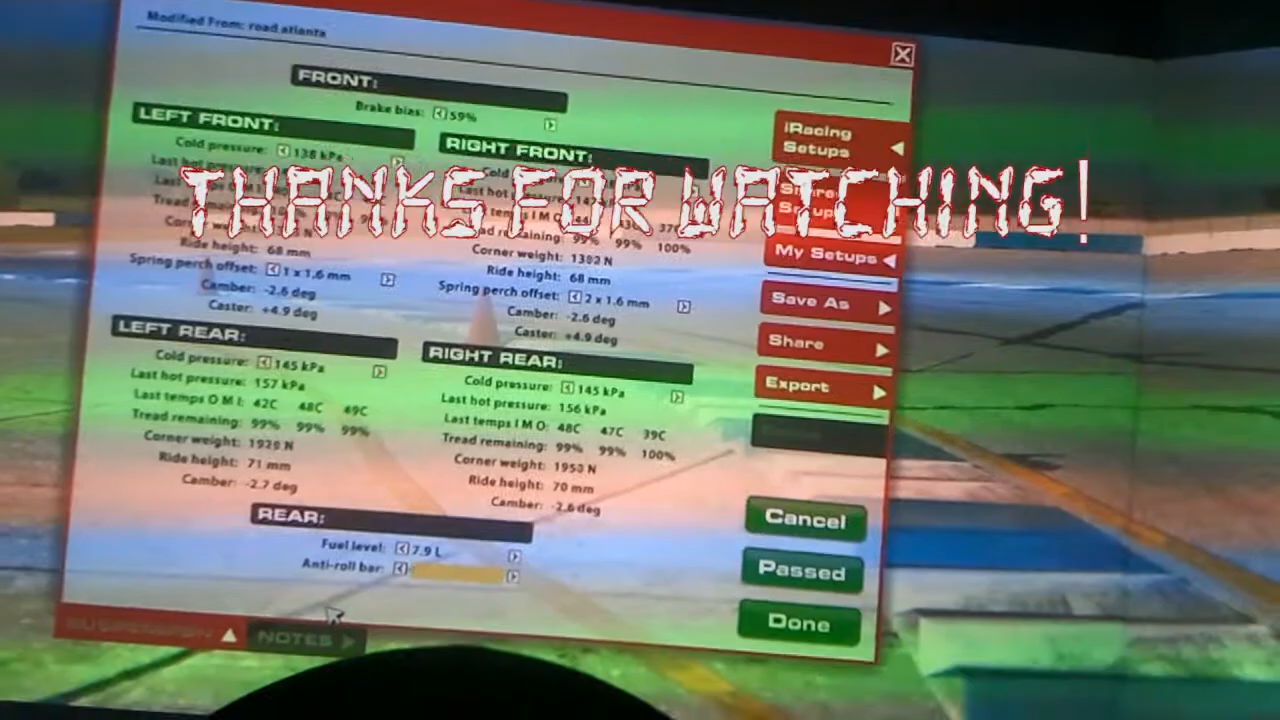 Modified From: road atlanta
FRONT:
Brake bias: 59%
LEFT FRONT:
Cold pressure: 138 kPa
Ride height: 68 mm
Spring perch offset: 1 x 1.6 mm
Camber: -2.6 deg
Caster: +4.9 deg
RIGHT FRONT:
Corner weight: 1382 N
Ride height: 68 mm
Spring perch offset: 2 x 1.6 mm
Camber: -2.6 deg
Caster: +4.9 deg
THANKS FOR WATCHING!
LEFT REAR:
Cold pressure: 145 kPa
Last hot pressure: 157 kPa
Last temps O M I: 42C 48C 49C
Tread remaining: 99% 99% 99%
Corner weight: 1928 N
Ride height: 71 mm
Camber: -2.7 deg
RIGHT REAR:
Cold pressure: 145 kPa
Last hot pressure: 156 kPa
Last temps I M O: 48C 47C 39C
Tread remaining: 99% 99% 100%
Corner weight: 1950 N
Ride height: 70 mm
Camber: -2.6 deg
REAR:
Fuel level: 7.9 L
Anti-roll bar:
SUSPENSION
NOTES
iRacing
Setups
My Setups
Save As
Share
Export
Cancel
Passed
Done